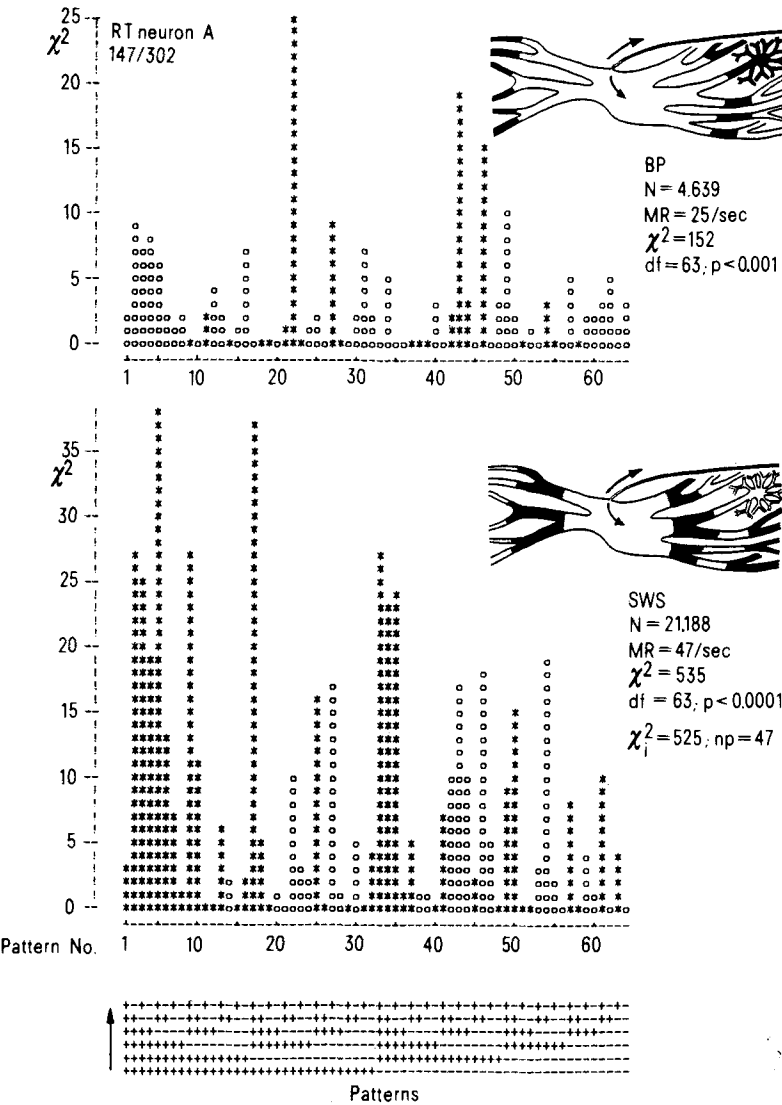 25
χ²
RT neuron A
147/302
20
15
10
5
0
BP
N = 4.639
MR = 25/sec
χ² = 152
df = 63; p < 0.001
1 10 20 30 40 50 60
35
χ²
30
25
20
15
10
5
0
SWS
N = 21.188
MR = 47/sec
χ² = 535
df = 63; p < 0.0001
χ²i = 525; np = 47
Pattern No. 1 10 20 30 40 50 60
Patterns